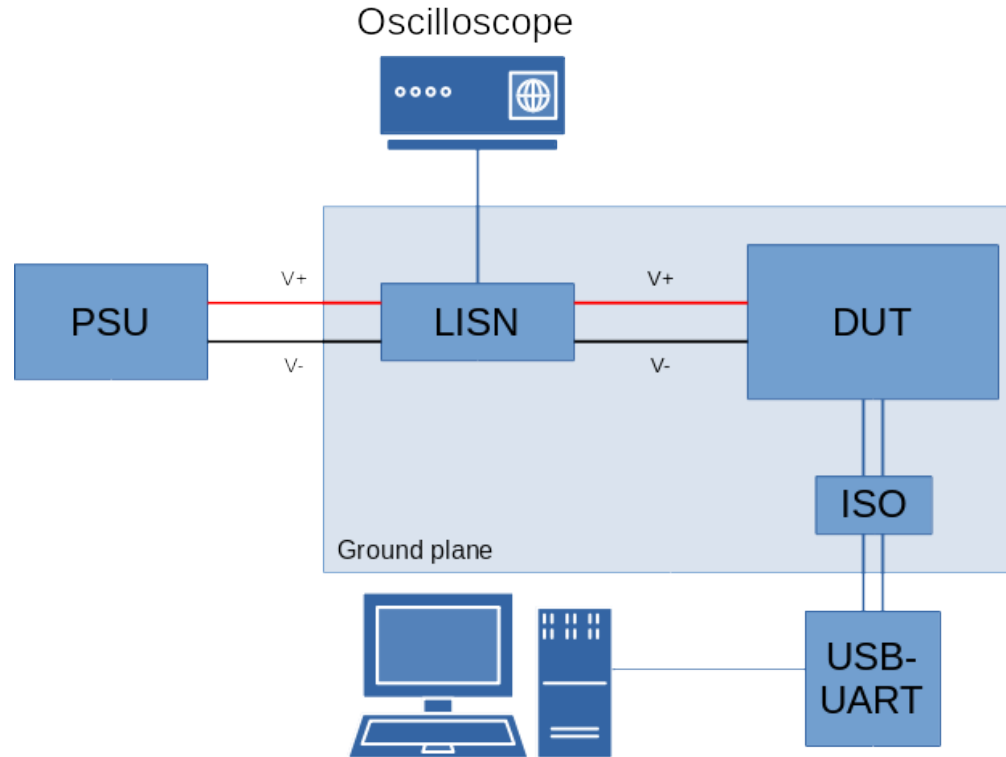 Oscilloscope
V+
V+
PSU
LISN
DUT
V-
V-
ISO
Ground plane
USB-
UART